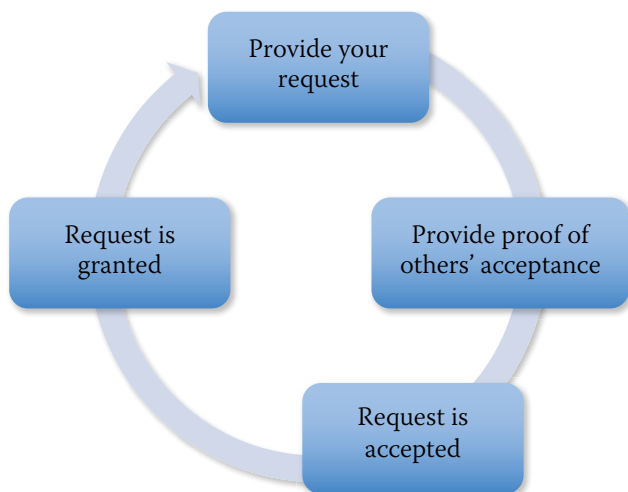 Provide your
request
Provide proof of
others’ acceptance
Request is
accepted
Request is
granted